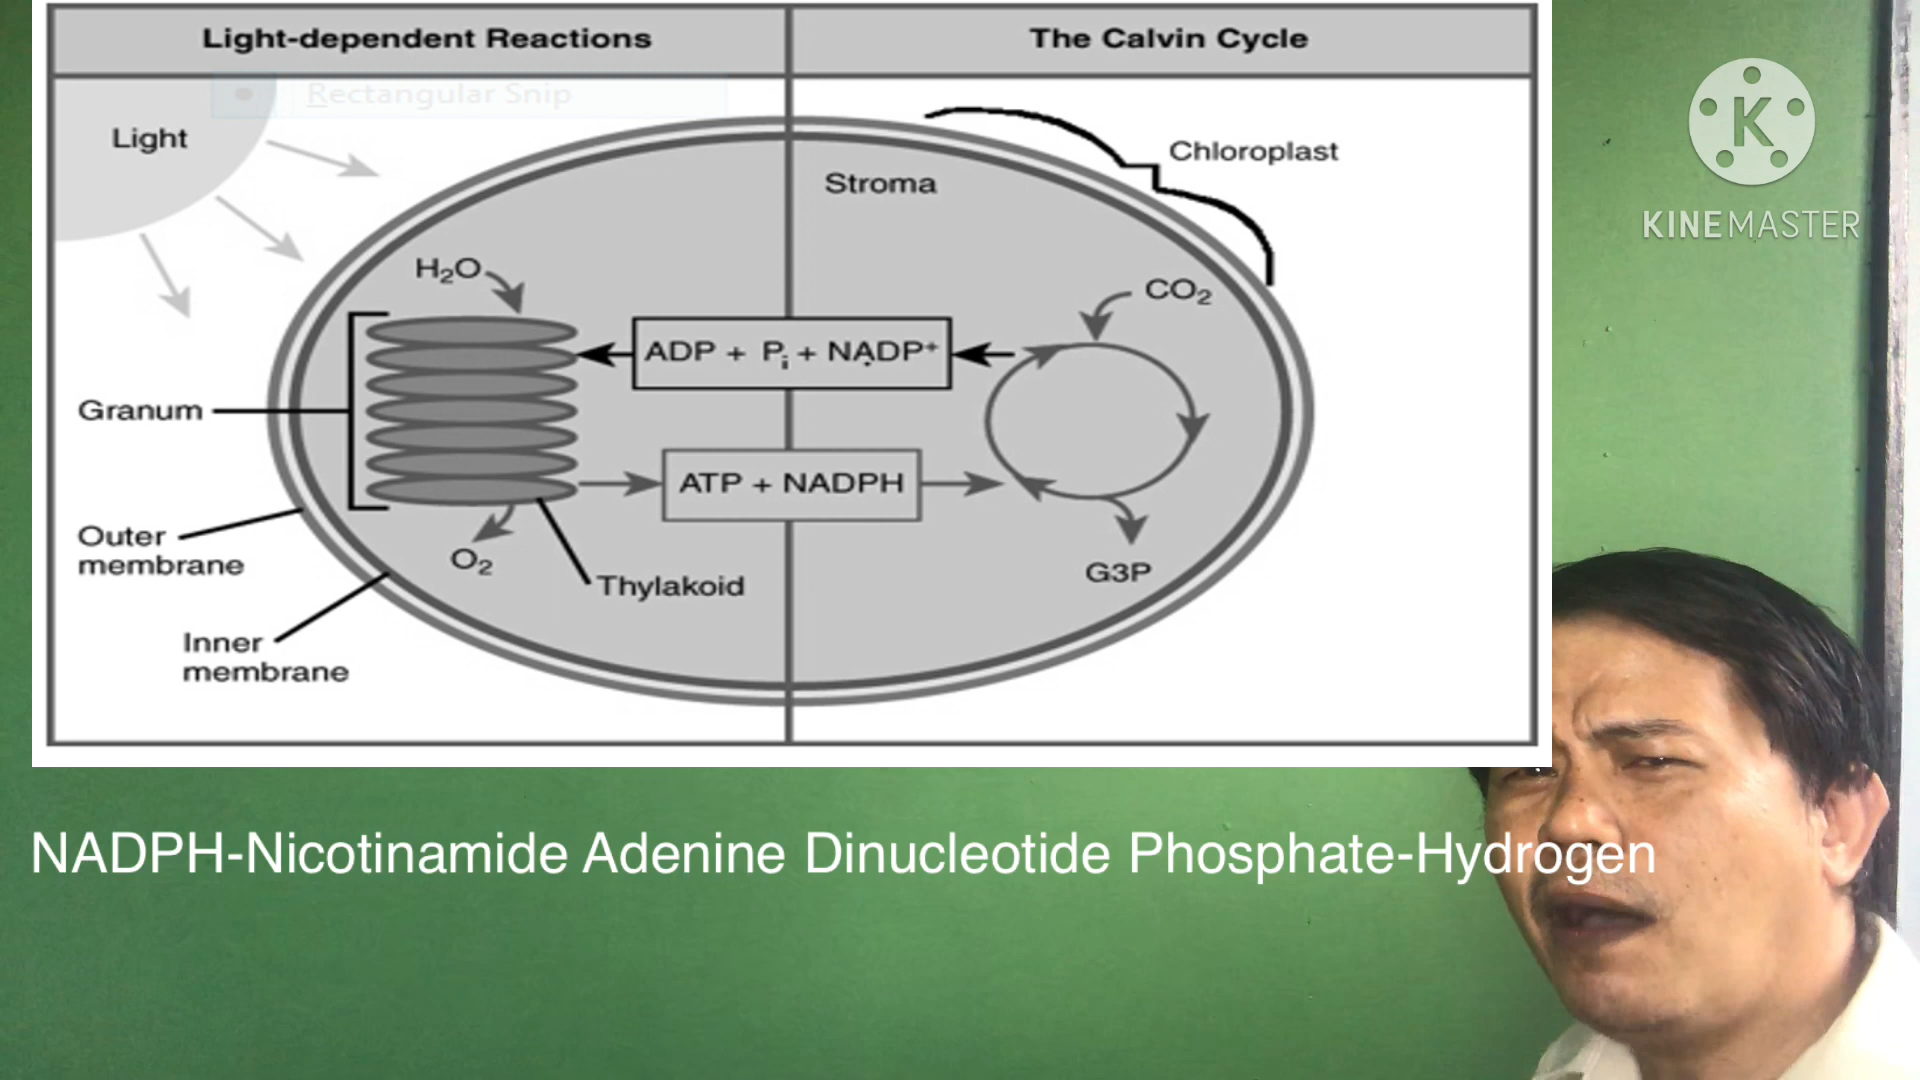 Light-dependent Reactions
The Calvin Cycle
Rectangular Snip
Light
Chloroplast
Stroma
H₂O
CO₂
ADP + Pᵢ + NADP⁺
Granum
ATP + NADPH
Outer
membrane
O₂
Thylakoid
G3P
Inner
membrane
K
KINEMASTER
NADPH-Nicotinamide Adenine Dinucleotide Phosphate-Hydrogen